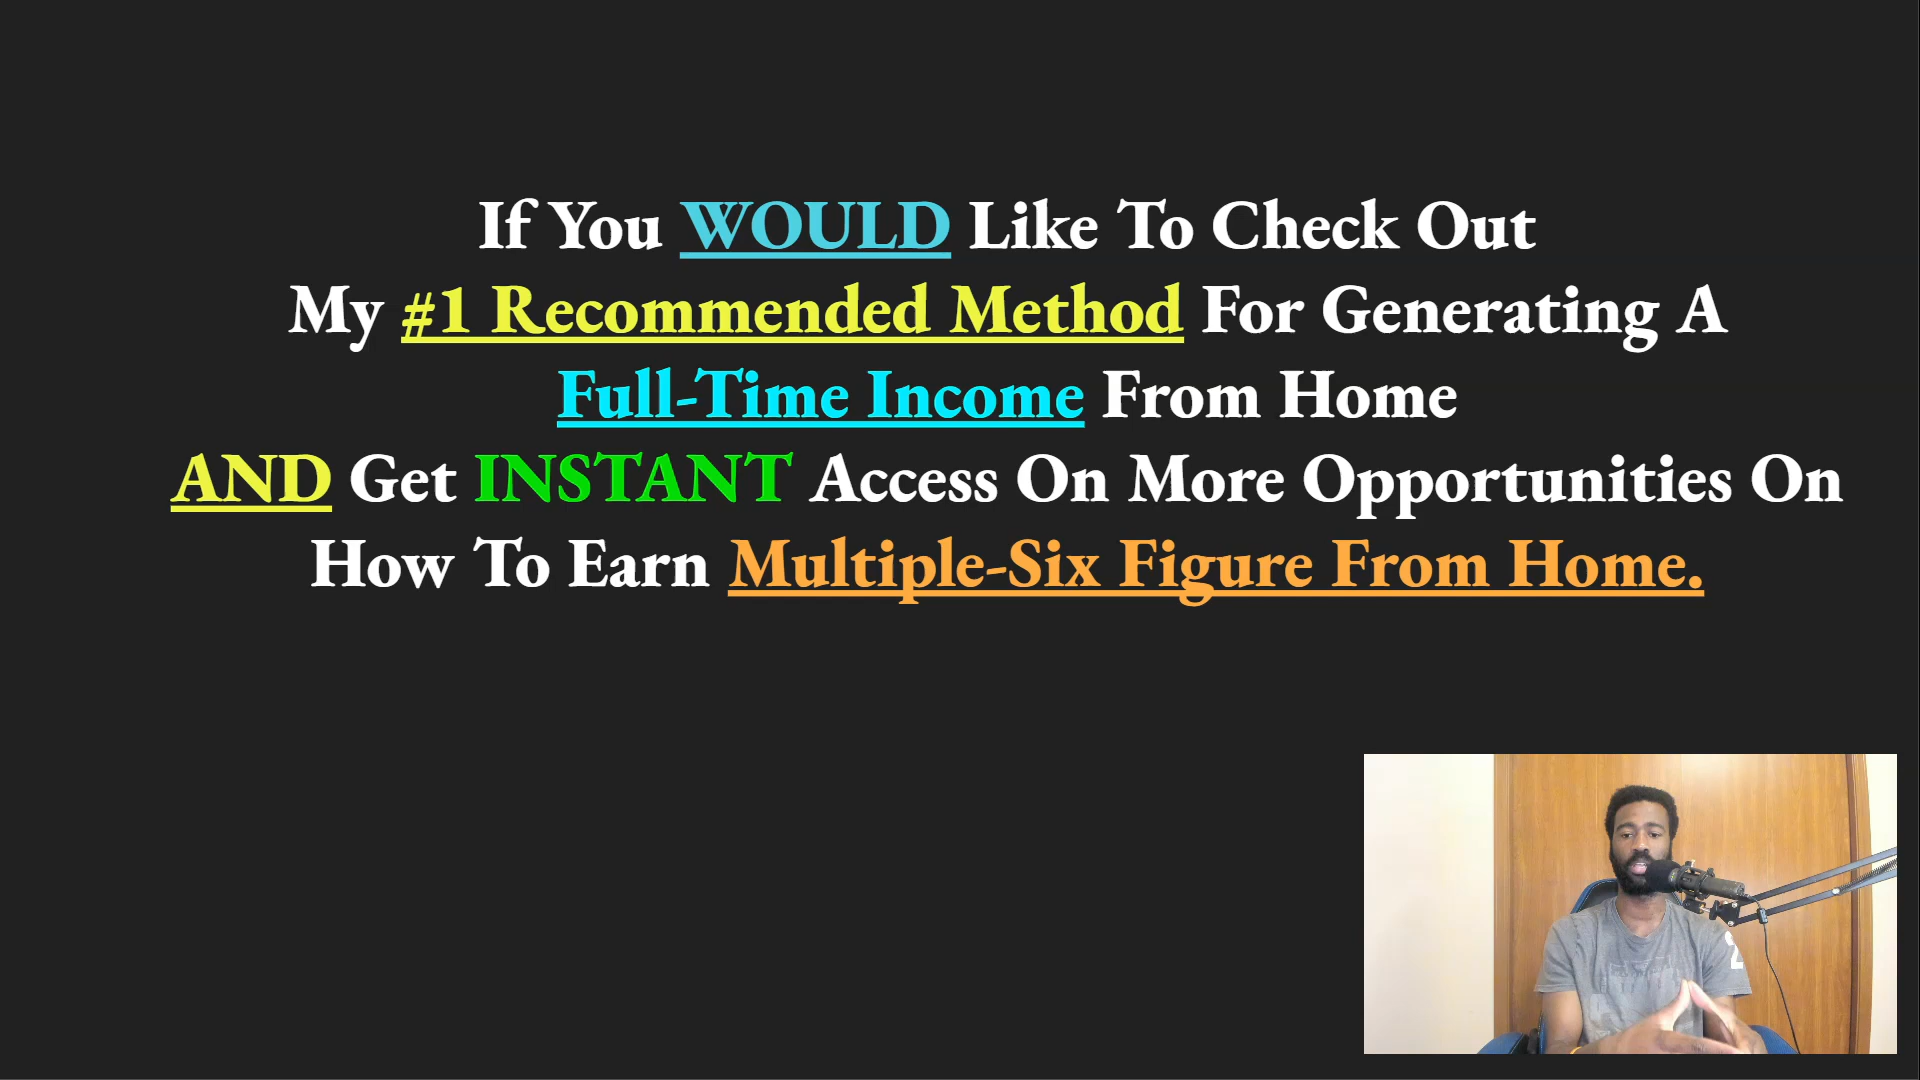 If You WOULD Like To Check Out
My #1 Recommended Method For Generating A
Full-Time Income From Home
AND Get INSTANT Access On More Opportunities On
How To Earn Multiple-Six Figure From Home.
2